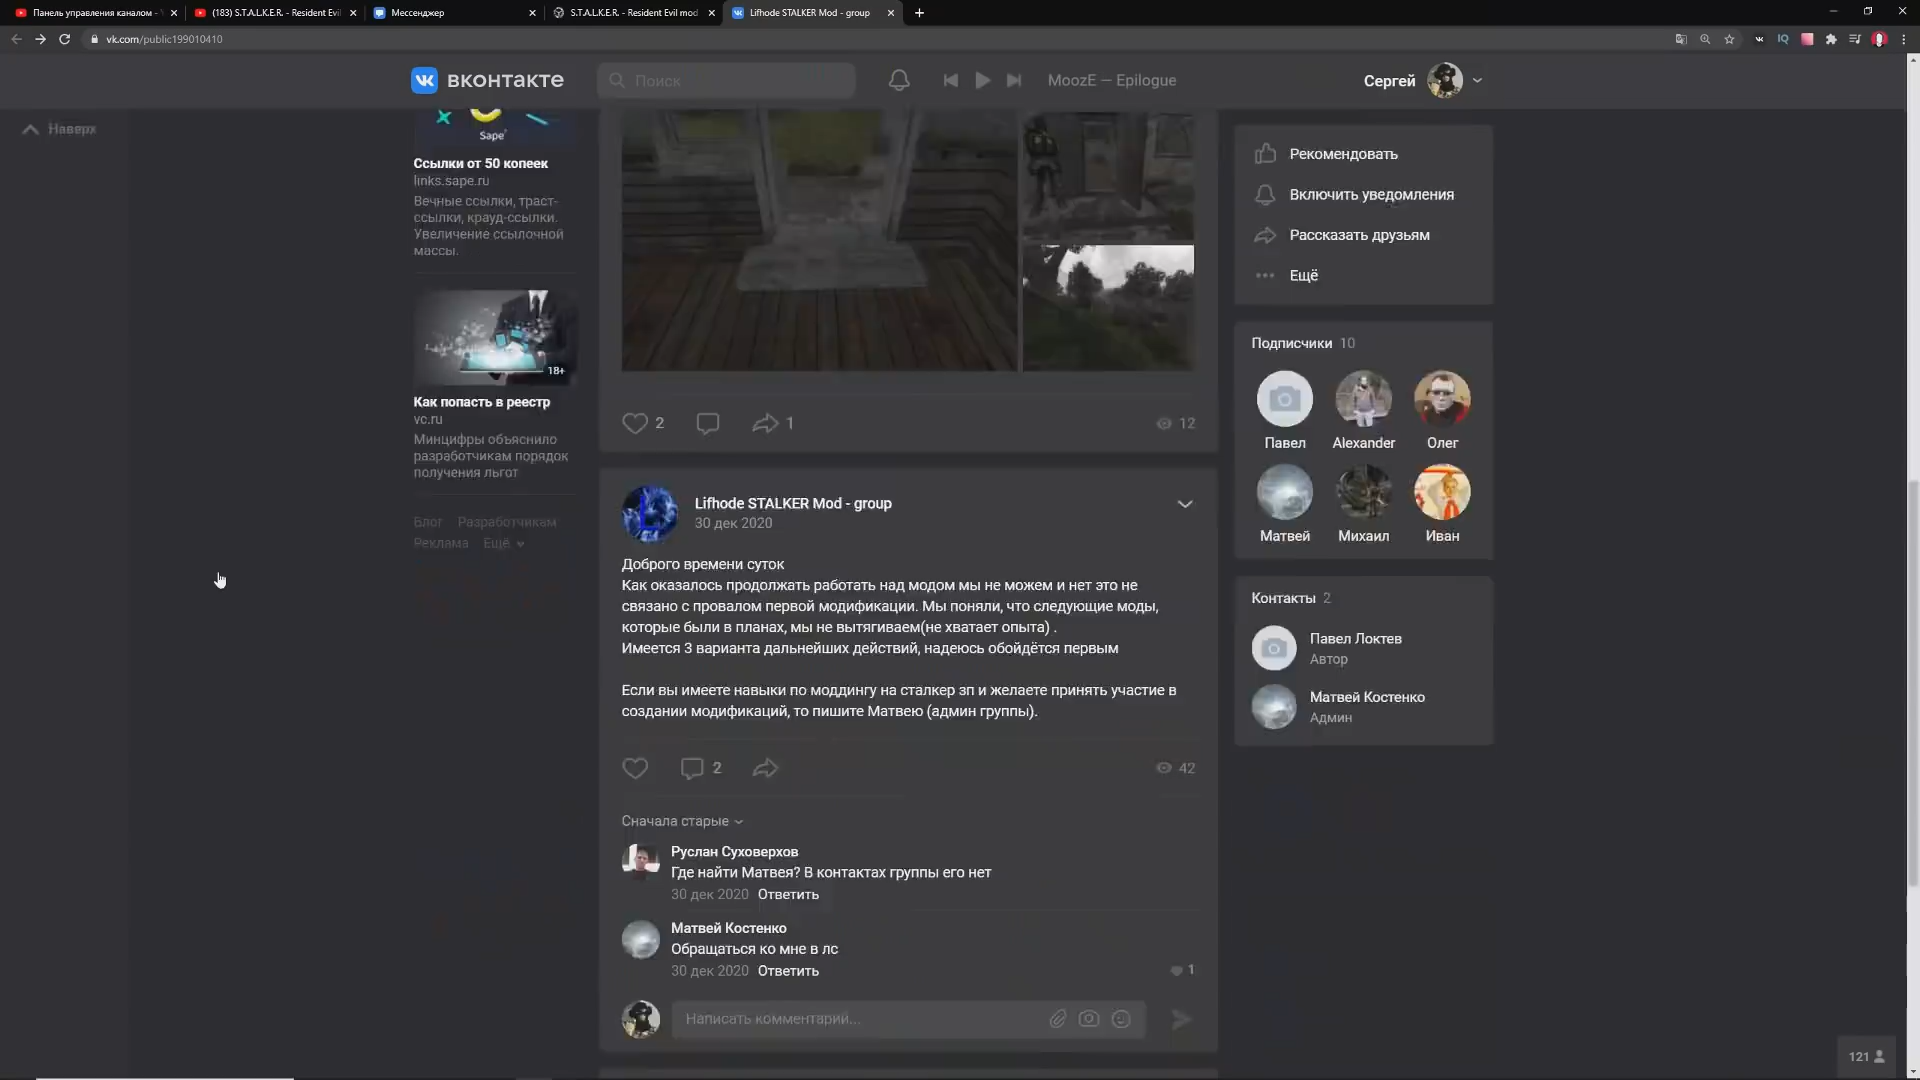 Панель управления каналом -
(183) S.T.A.L.K.E.R. - Resident Evil
Мессенджер
S.T.A.L.K.E.R. - Resident Evil mod
Lifhode STALKER Mod - group
vk.com/public199010410
IQ
вконтакте
Поиск
MoozE — Epilogue
Сергей
Наверх
Sape
Ссылки от 50 копеек
links.sape.ru
Вечные ссылки, траст-
ссылки, крауд-ссылки.
Увеличение ссылочной
массы.
18+
Как попасть в реестр
vc.ru
Минцифры объяснило
разработчикам порядок
получения льгот
Блог Разработчикам
Реклама Ещё
2
1
12
Lifhode STALKER Mod - group
30 дек 2020
Доброго времени суток
Как оказалось продолжать работать над модом мы не можем и нет это не
связано с провалом первой модификации. Мы поняли, что следующие моды,
которые были в планах, мы не вытягиваем(не хватает опыта) .
Имеется 3 варианта дальнейших действий, надеюсь обойдётся первым
Если вы имеете навыки по моддингу на сталкер зп и желаете принять участие в
создании модификаций, то пишите Матвею (админ группы).
2
42
Сначала старые
Руслан Суховерхов
Где найти Матвея? В контактах группы его нет
30 дек 2020 Ответить
Матвей Костенко
Обращаться ко мне в лс
30 дек 2020 Ответить
1
Написать комментарий...
Рекомендовать
Включить уведомления
Рассказать друзьям
Ещё
Подписчики 10
Павел
Alexander
Олег
Матвей
Михаил
Иван
Контакты 2
Павел Локтев
Автор
Матвей Костенко
Админ
121